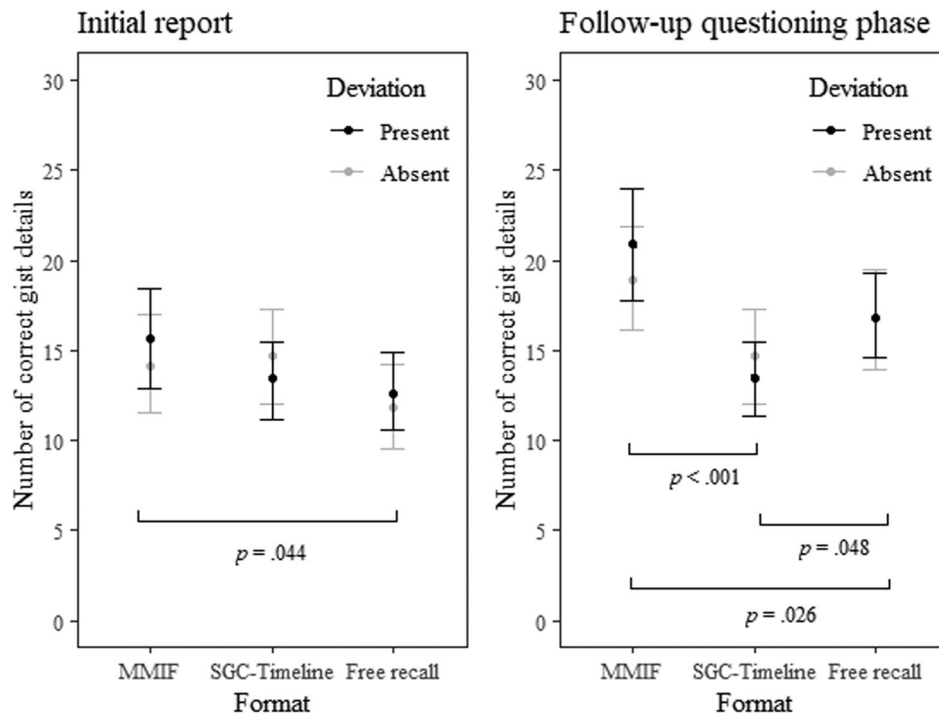 Initial report
Number of correct gist details
30
25
20
15
10
5
0
Deviation
Present
Absent
p = .044
MMIF SGC-Timeline Free recall
Format
Follow-up questioning phase
Number of correct gist details
30
25
20
15
10
5
0
Deviation
Present
Absent
p < .001
p = .048
p = .026
MMIF SGC-Timeline Free recall
Format